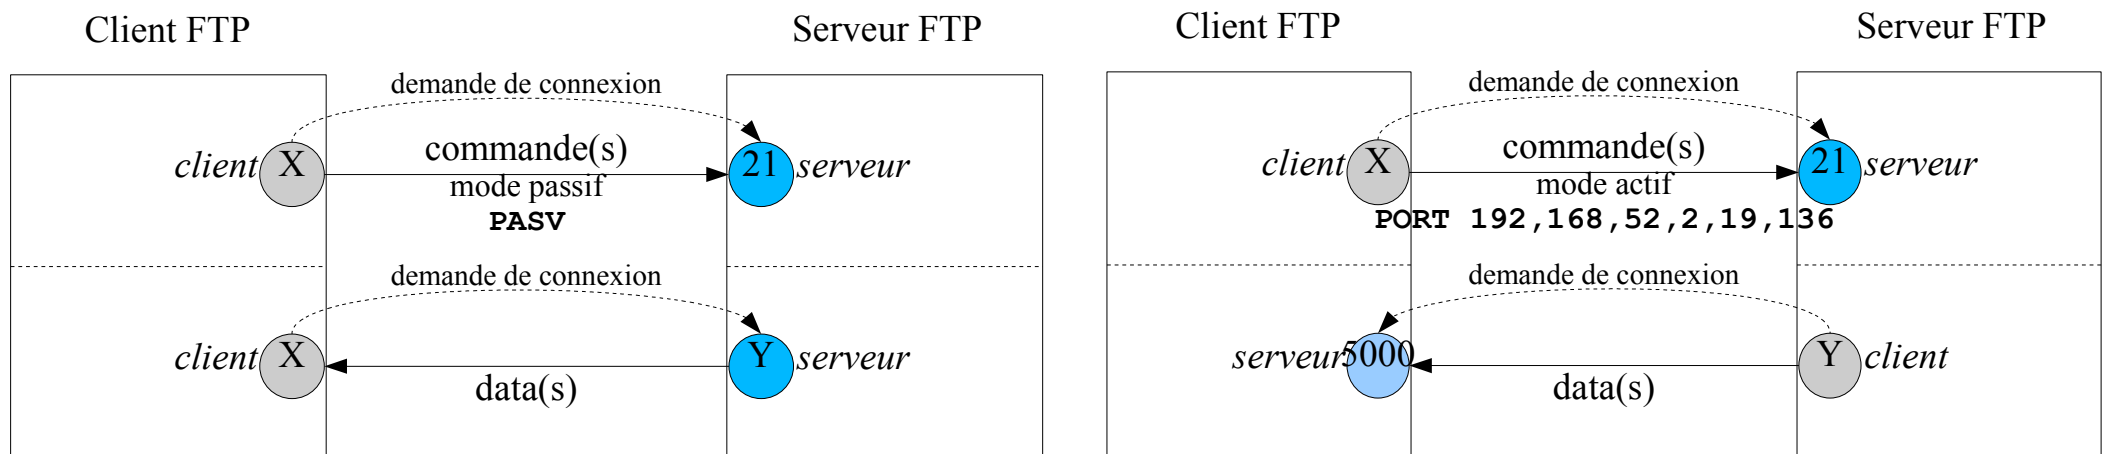 Client FTP
Serveur FTP
demande de connexion
client
X
commande(s)
mode passif
PASV
21
serveur
demande de connexion
client
X
data(s)
Y
serveur
Client FTP
Serveur FTP
demande de connexion
client
X
commande(s)
mode actif
PORT 192,168,52,2,19,136
21
serveur
demande de connexion
serveur
5000
data(s)
Y
client